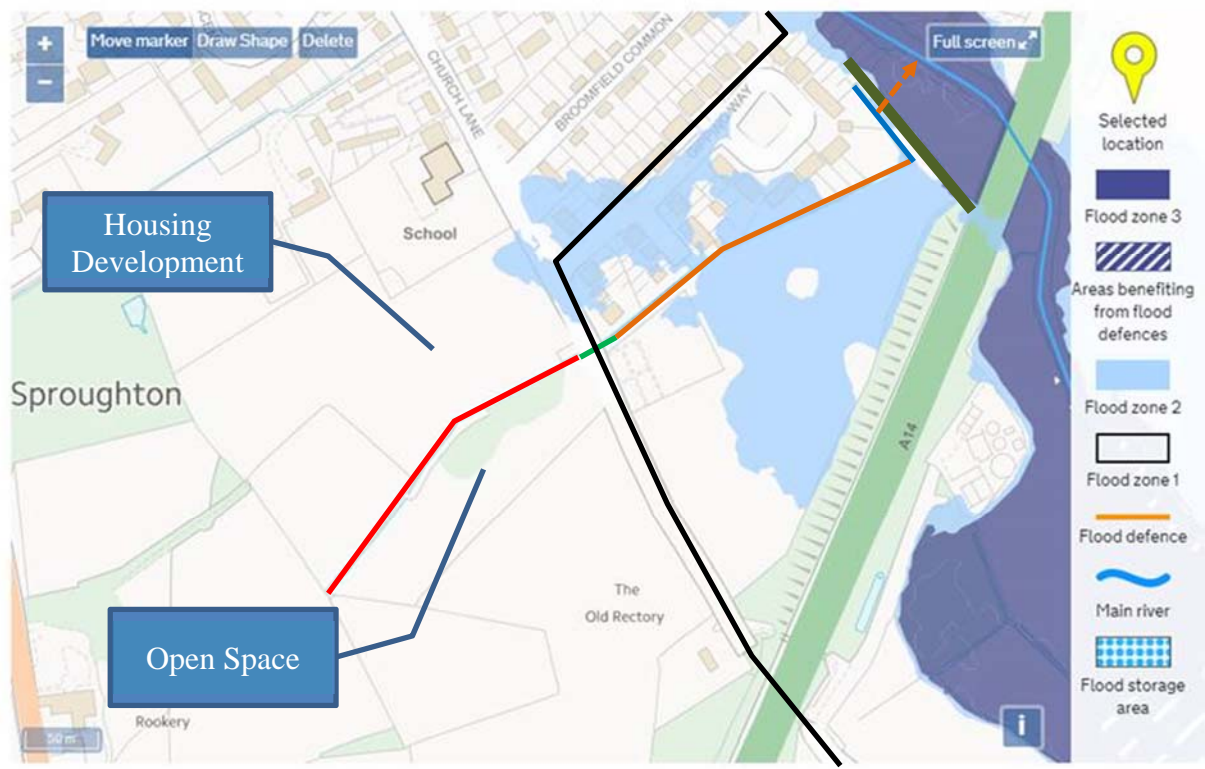 +
−
Move marker
Draw Shape
Delete
Full screen
CHURCH LANE
BROOMFIELD COMMON
WAY
School
Housing
Development
Sproughton
A14
The
Old Rectory
Open Space
Rookery
50 m
i
Selected
location
Flood zone 3
Areas benefiting
from flood
defences
Flood zone 2
Flood zone 1
Flood defence
Main river
Flood storage
area